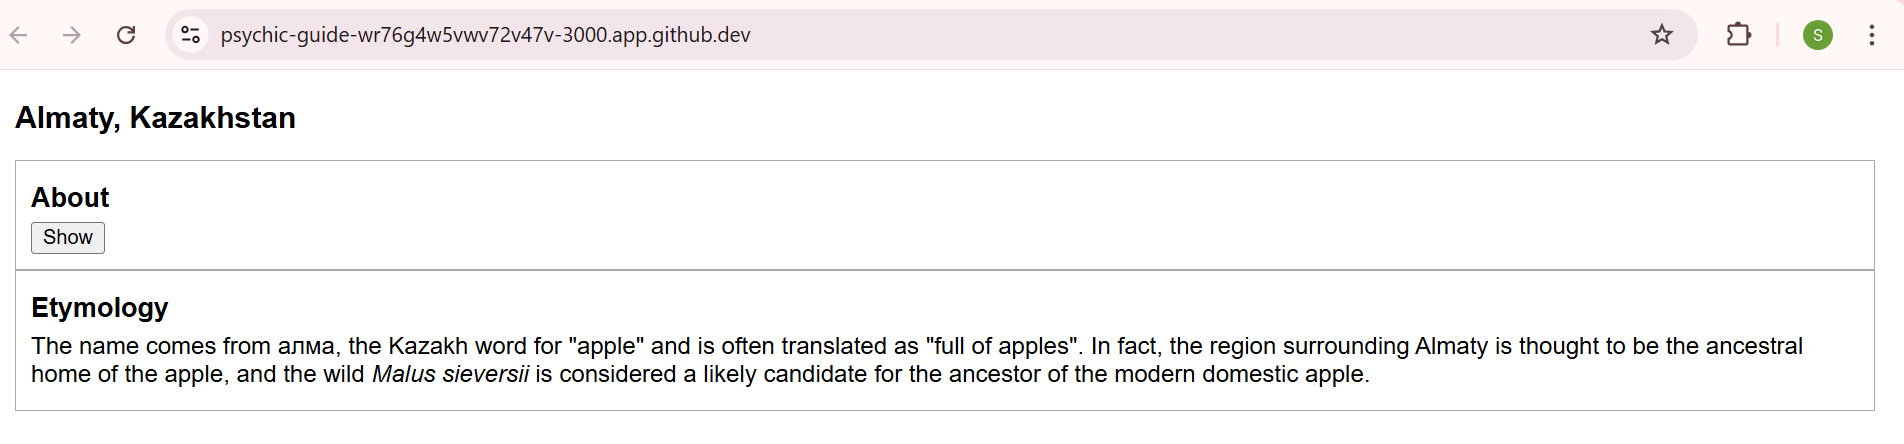 psychic-guide-wr76g4w5vwv72v47v-3000.app.github.dev
S
Almaty, Kazakhstan
About
Show
Etymology
The name comes from алма, the Kazakh word for "apple" and is often translated as "full of apples". In fact, the region surrounding Almaty is thought to be the ancestral
home of the apple, and the wild Malus sieversii is considered a likely candidate for the ancestor of the modern domestic apple.